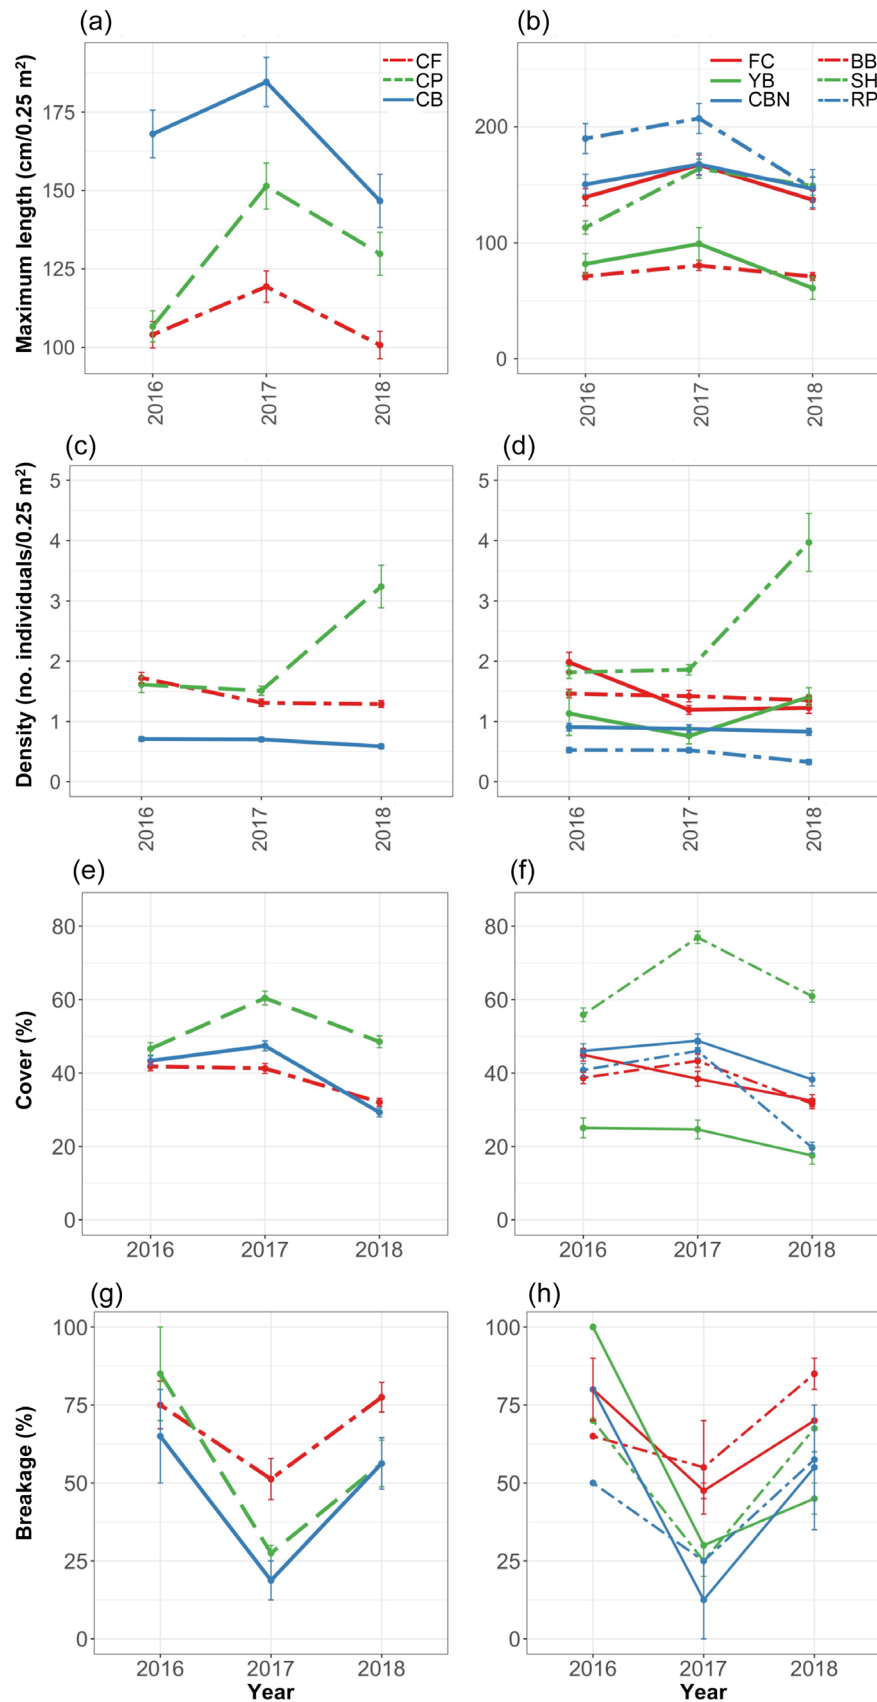 (a)
(b)
Maximum length (cm/0.25 m²)
175
150
125
100
CF
CP
CB
2016
2017
2018
200
100
0
FC
YB
CBN
BB
SH
RP
2016
2017
2018
(c)
(d)
Density (no. individuals/0.25 m²)
5
4
3
2
1
0
2016
2017
2018
5
4
3
2
1
0
2016
2017
2018
(e)
(f)
Cover (%)
80
60
40
20
0
2016 2017 2018
80
60
40
20
0
2016 2017 2018
(g)
(h)
Breakage (%)
100
75
50
25
0
2016 2017 2018
Year
100
75
50
25
0
2016 2017 2018
Year